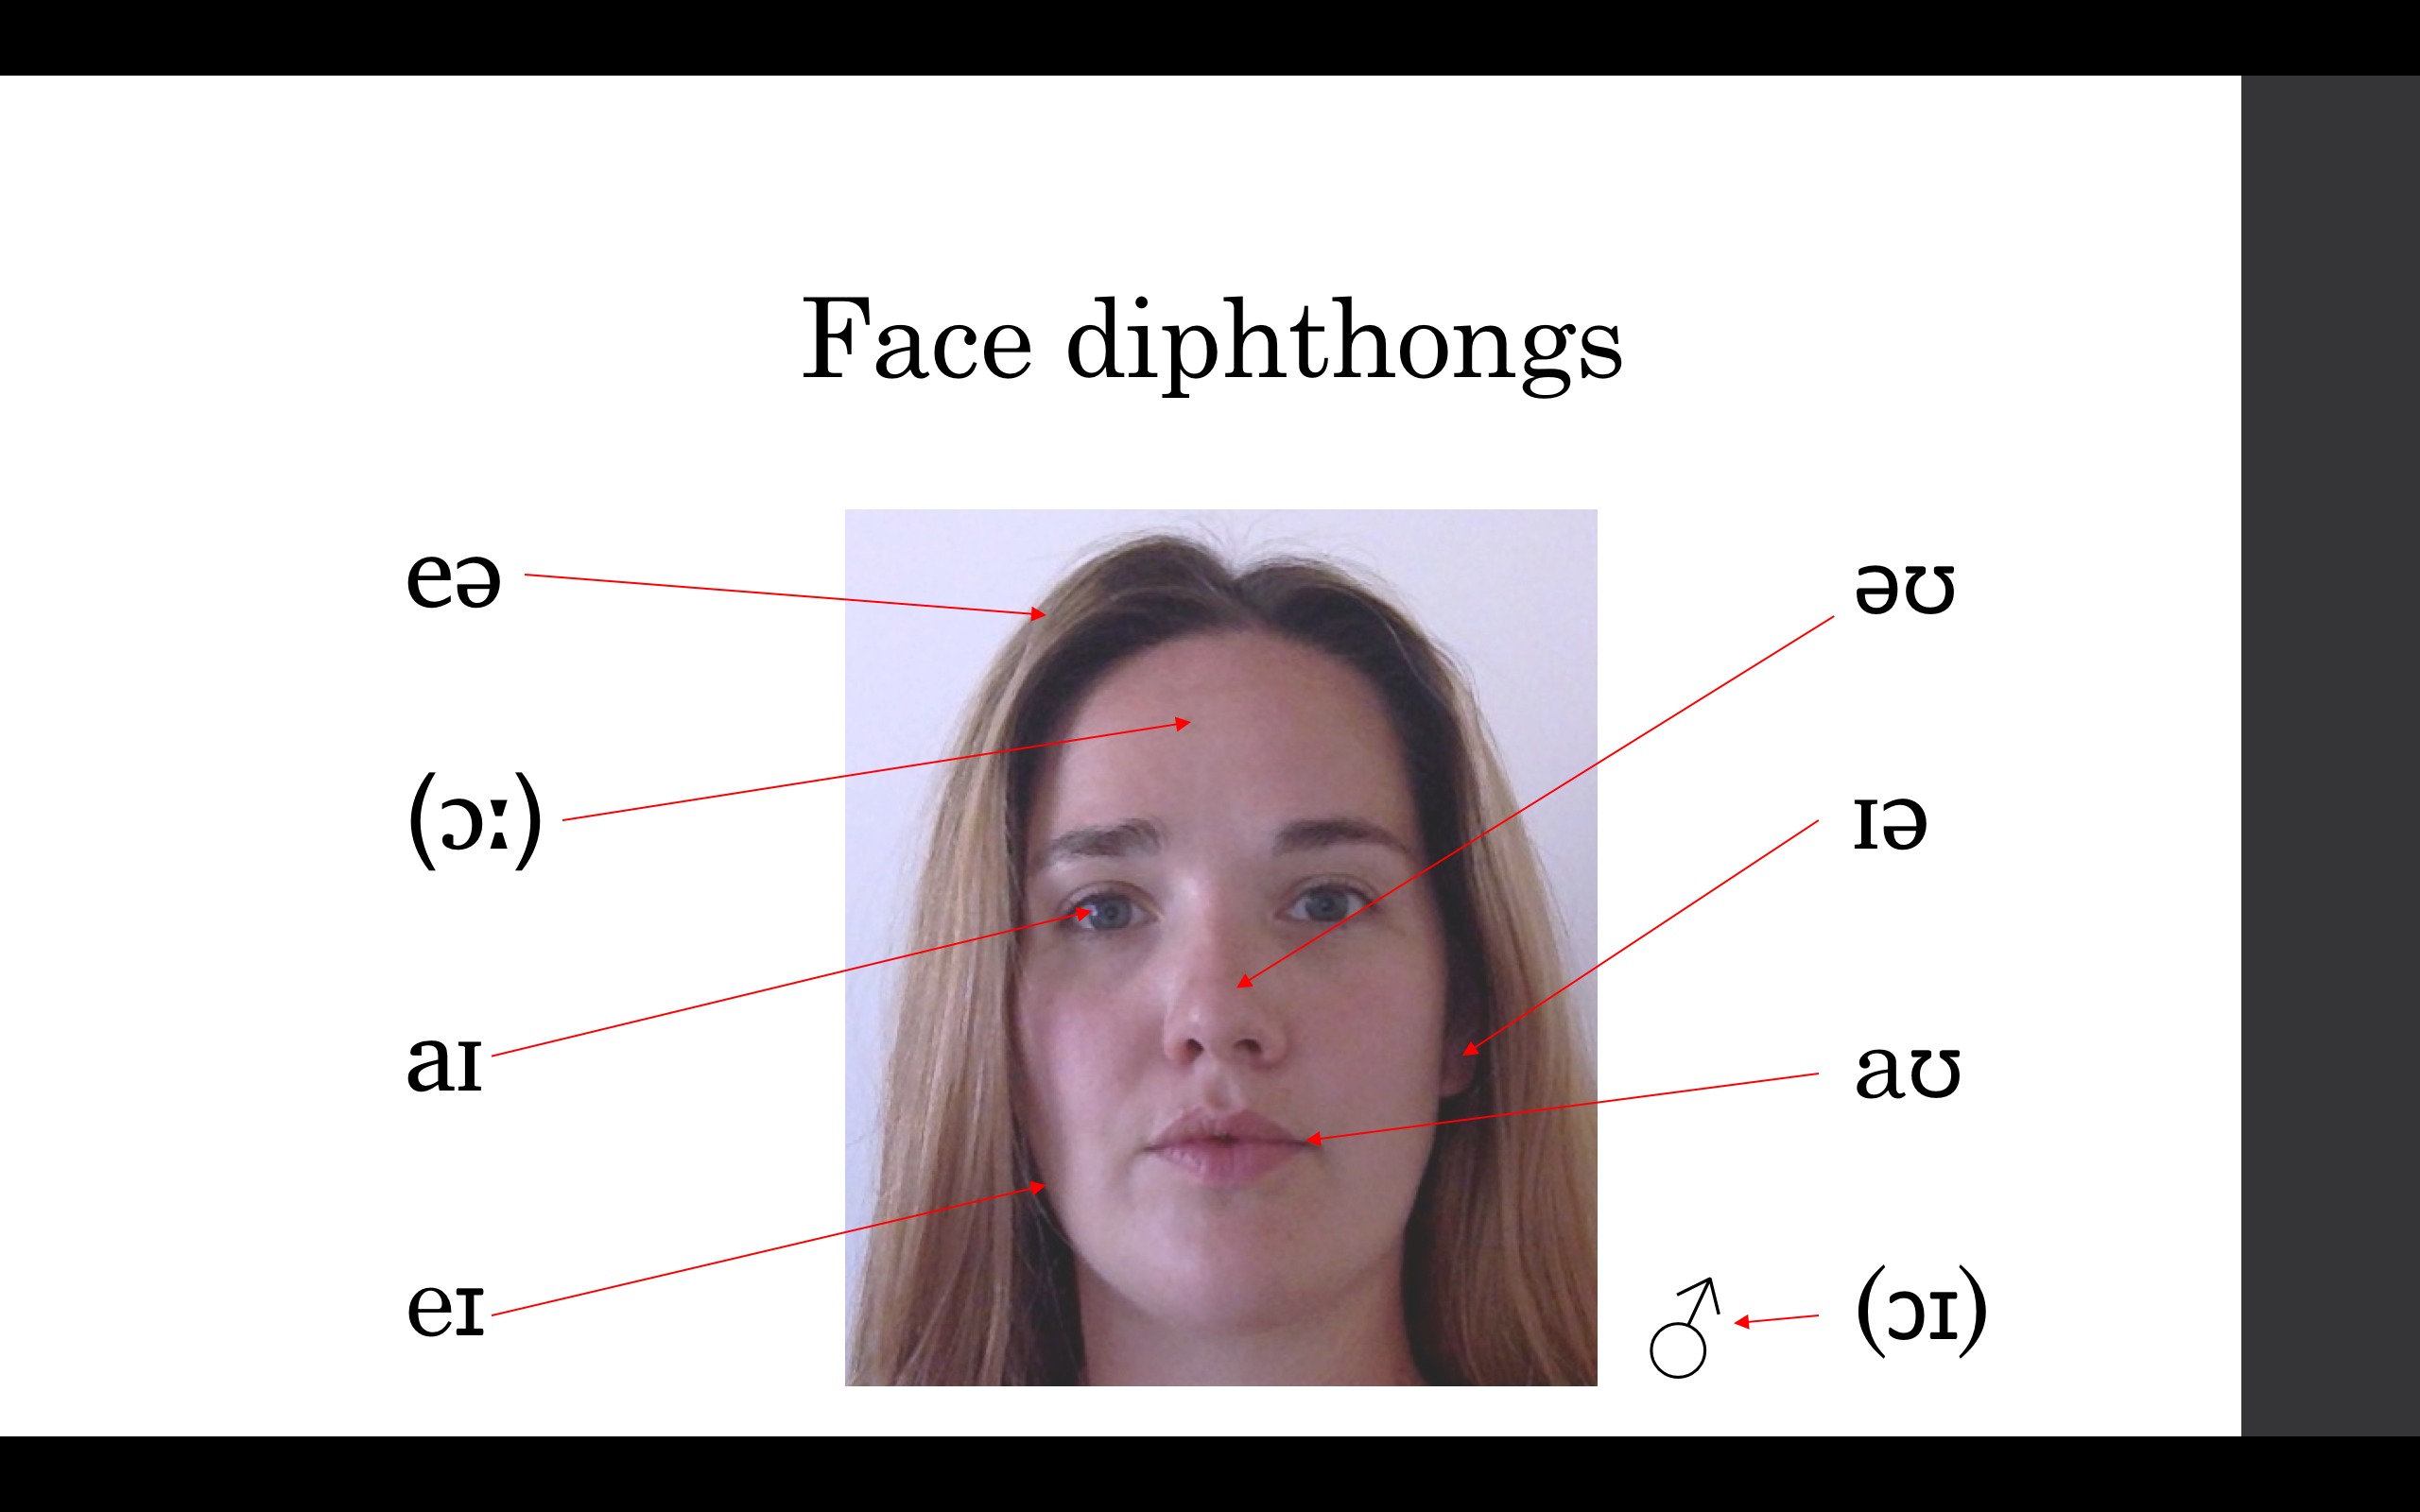 Face diphthongs
eə
əʊ
(ɔː)
ɪə
aɪ
aʊ
eɪ
(ɔɪ)